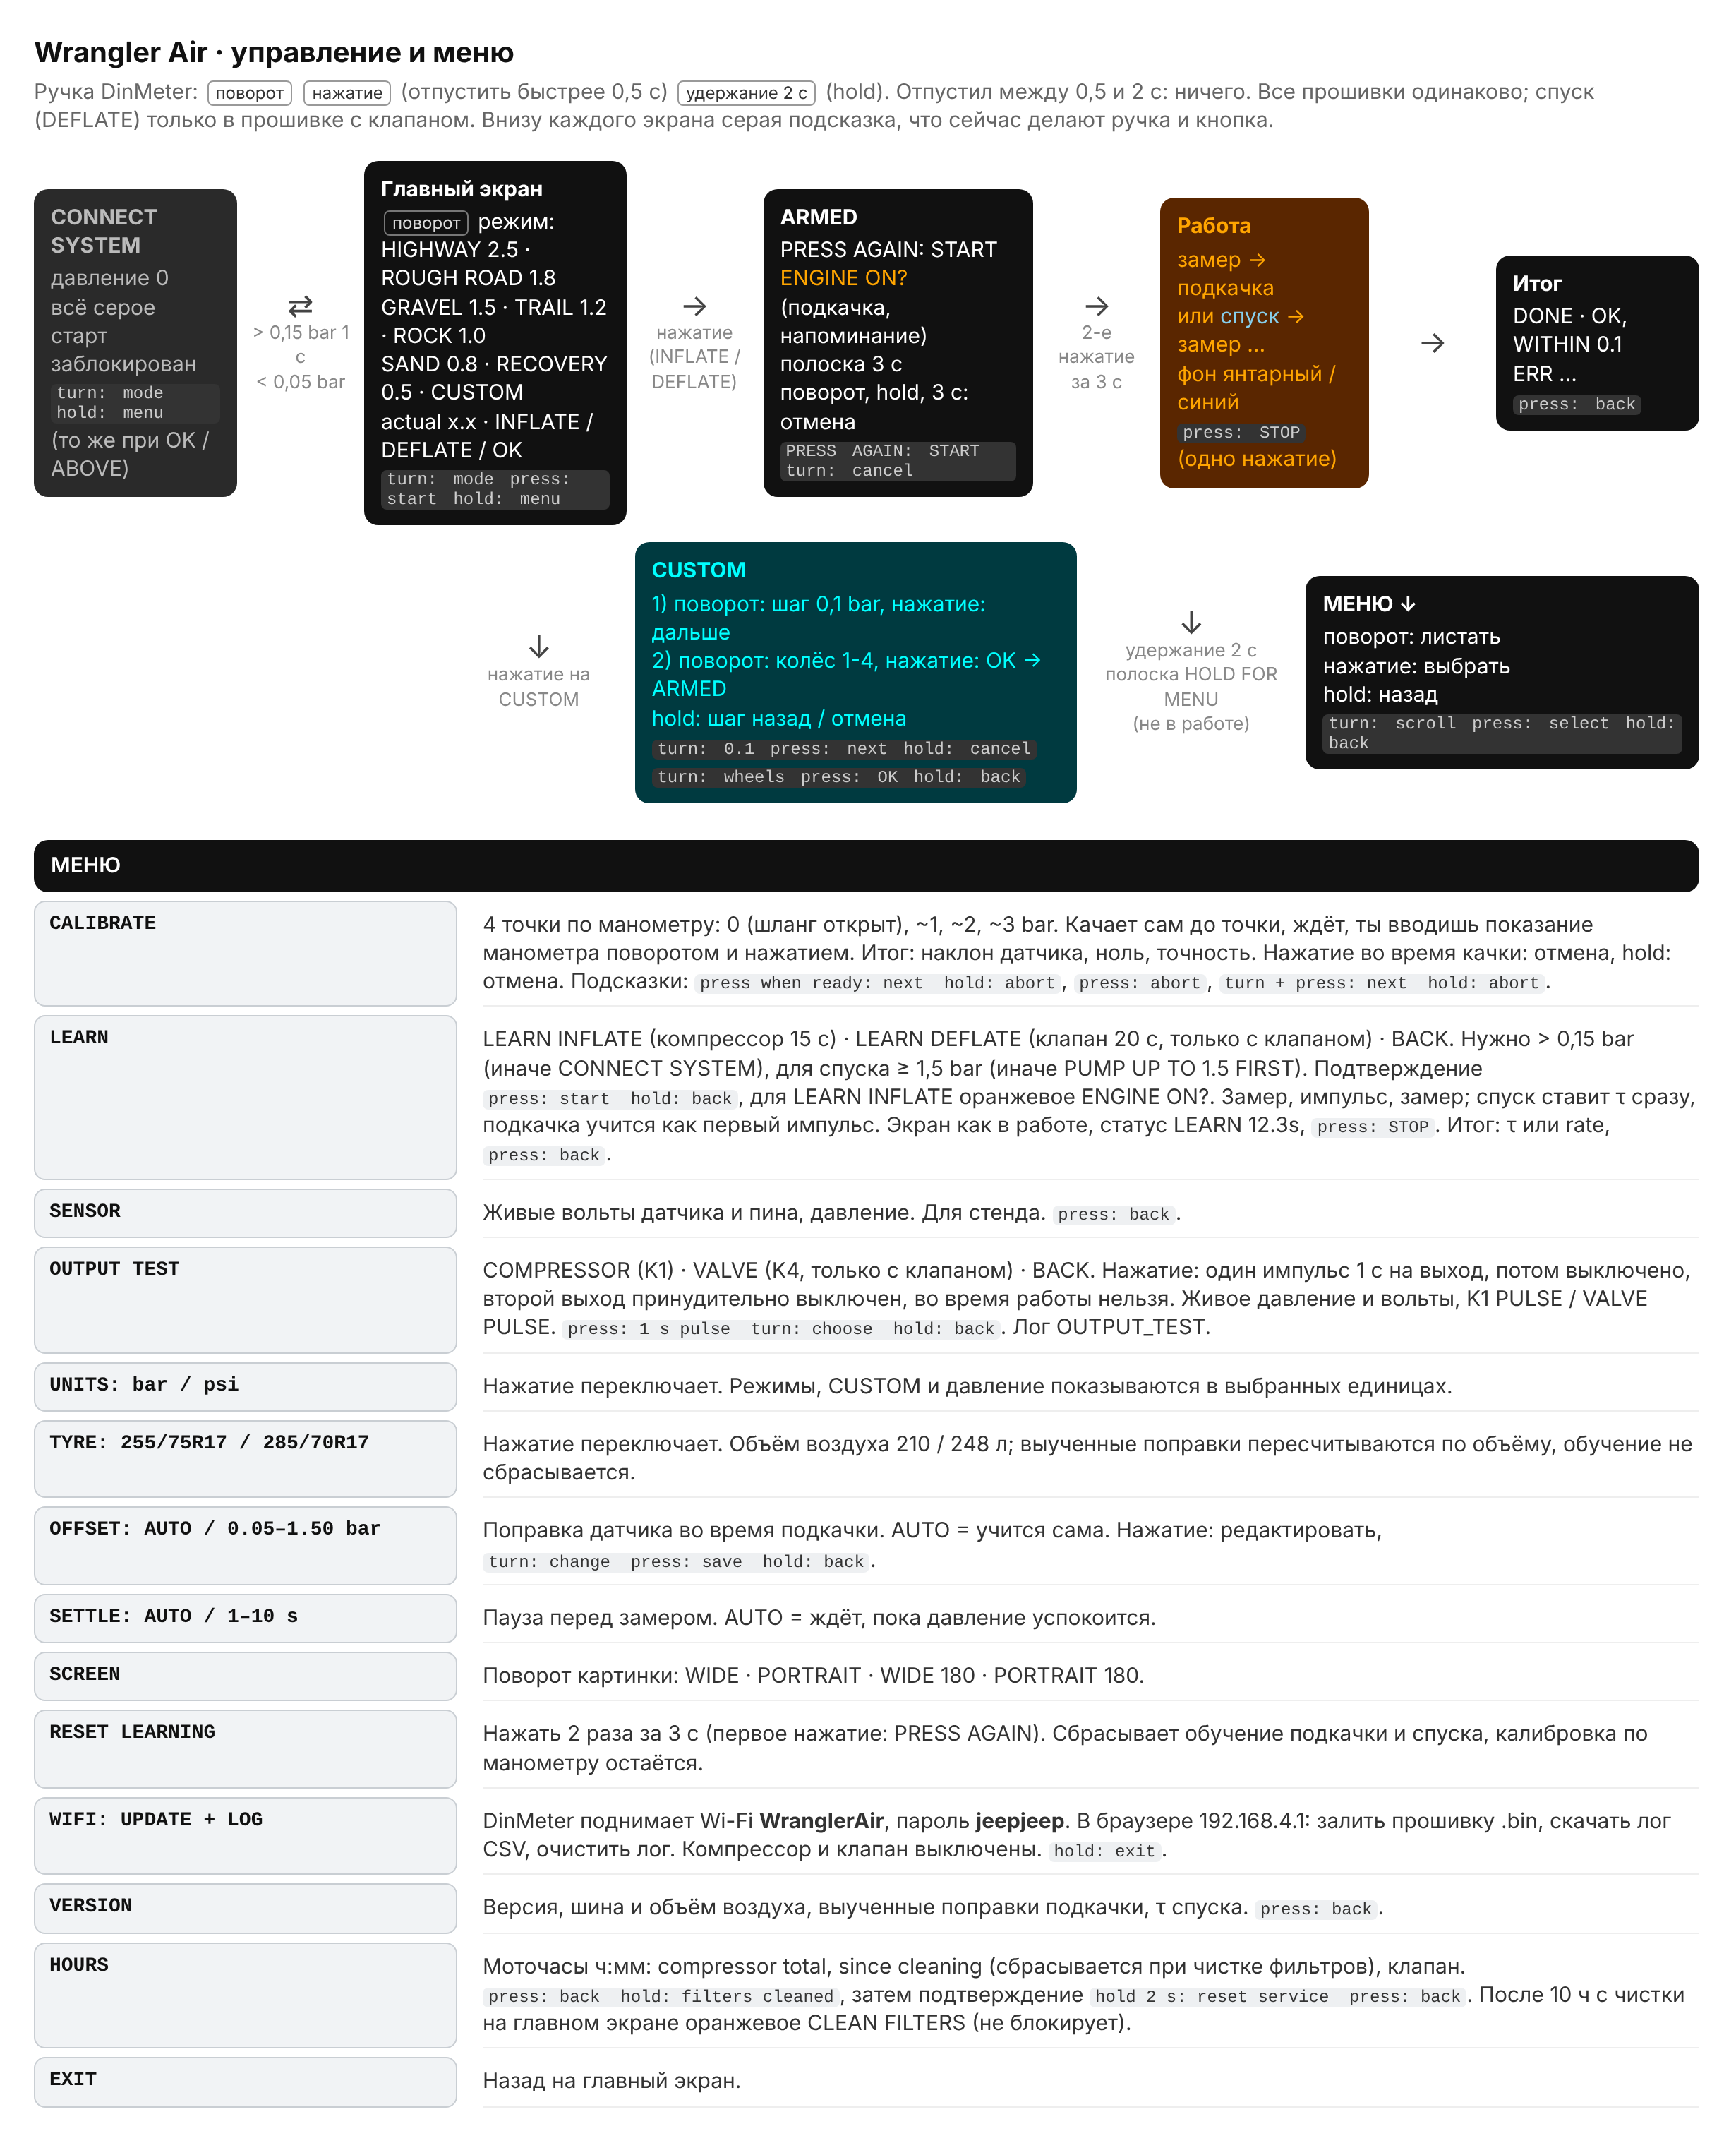 Wrangler Air · управление и меню
Ручка DinMeter: поворот нажатие (отпустить быстрее 0,5 с) удержание 2 с (hold). Отпустил между 0,5 и 2 с: ничего. Все прошивки одинаково; спуск
(DEFLATE) только в прошивке с клапаном. Внизу каждого экрана серая подсказка, что сейчас делают ручка и кнопка.
CONNECT
SYSTEM
давление 0
всё серое
старт
заблокирован
turn: mode
hold: menu
(то же при OK /
ABOVE)
⇄
> 0,15 bar 1
с
< 0,05 bar
Главный экран
поворот режим:
HIGHWAY 2.5 ·
ROUGH ROAD 1.8
GRAVEL 1.5 · TRAIL 1.2
· ROCK 1.0
SAND 0.8 · RECOVERY
0.5 · CUSTOM
actual x.x · INFLATE /
DEFLATE / OK
turn: mode press:
start hold: menu
→
нажатие
(INFLATE /
DEFLATE)
ARMED
PRESS AGAIN: START
ENGINE ON?
(подкачка,
напоминание)
полоска 3 с
поворот, hold, 3 с:
отмена
PRESS AGAIN: START
turn: cancel
→
2-е
нажатие
за 3 с
Работа
замер →
подкачка
или спуск →
замер ...
фон янтарный /
синий
press: STOP
(одно нажатие)
→
Итог
DONE · OK,
WITHIN 0.1
ERR ...
press: back
↓
нажатие на
CUSTOM
CUSTOM
1) поворот: шаг 0,1 bar, нажатие:
дальше
2) поворот: колёс 1-4, нажатие: OK →
ARMED
hold: шаг назад / отмена
turn: 0.1 press: next hold: cancel
turn: wheels press: OK hold: back
↓
удержание 2 с
полоска HOLD FOR
MENU
(не в работе)
МЕНЮ ↓
поворот: листать
нажатие: выбрать
hold: назад
turn: scroll press: select hold:
back
МЕНЮ
CALIBRATE
4 точки по манометру: 0 (шланг открыт), ~1, ~2, ~3 bar. Качает сам до точки, ждёт, ты вводишь показание
манометра поворотом и нажатием. Итог: наклон датчика, ноль, точность. Нажатие во время качки: отмена, hold:
отмена. Подсказки: press when ready: next hold: abort, press: abort, turn + press: next hold: abort.
LEARN
LEARN INFLATE (компрессор 15 с) · LEARN DEFLATE (клапан 20 с, только с клапаном) · BACK. Нужно > 0,15 bar
(иначе CONNECT SYSTEM), для спуска ≥ 1,5 bar (иначе PUMP UP TO 1.5 FIRST). Подтверждение
press: start hold: back, для LEARN INFLATE оранжевое ENGINE ON?. Замер, импульс, замер; спуск ставит τ сразу,
подкачка учится как первый импульс. Экран как в работе, статус LEARN 12.3s, press: STOP. Итог: τ или rate,
press: back.
SENSOR
Живые вольты датчика и пина, давление. Для стенда. press: back.
OUTPUT TEST
COMPRESSOR (K1) · VALVE (K4, только с клапаном) · BACK. Нажатие: один импульс 1 с на выход, потом выключено,
второй выход принудительно выключен, во время работы нельзя. Живое давление и вольты, K1 PULSE / VALVE
PULSE. press: 1 s pulse turn: choose hold: back. Лог OUTPUT_TEST.
UNITS: bar / psi
Нажатие переключает. Режимы, CUSTOM и давление показываются в выбранных единицах.
TYRE: 255/75R17 / 285/70R17
Нажатие переключает. Объём воздуха 210 / 248 л; выученные поправки пересчитываются по объёму, обучение не
сбрасывается.
OFFSET: AUTO / 0.05–1.50 bar
Поправка датчика во время подкачки. AUTO = учится сама. Нажатие: редактировать,
turn: change press: save hold: back.
SETTLE: AUTO / 1–10 s
Пауза перед замером. AUTO = ждёт, пока давление успокоится.
SCREEN
Поворот картинки: WIDE · PORTRAIT · WIDE 180 · PORTRAIT 180.
RESET LEARNING
Нажать 2 раза за 3 с (первое нажатие: PRESS AGAIN). Сбрасывает обучение подкачки и спуска, калибровка по
манометру остаётся.
WIFI: UPDATE + LOG
DinMeter поднимает Wi-Fi WranglerAir, пароль jeepjeep. В браузере 192.168.4.1: залить прошивку .bin, скачать лог
CSV, очистить лог. Компрессор и клапан выключены. hold: exit.
VERSION
Версия, шина и объём воздуха, выученные поправки подкачки, τ спуска. press: back.
HOURS
Моточасы ч:мм: compressor total, since cleaning (сбрасывается при чистке фильтров), клапан.
press: back hold: filters cleaned, затем подтверждение hold 2 s: reset service press: back. После 10 ч с чистки
на главном экране оранжевое CLEAN FILTERS (не блокирует).
EXIT
Назад на главный экран.